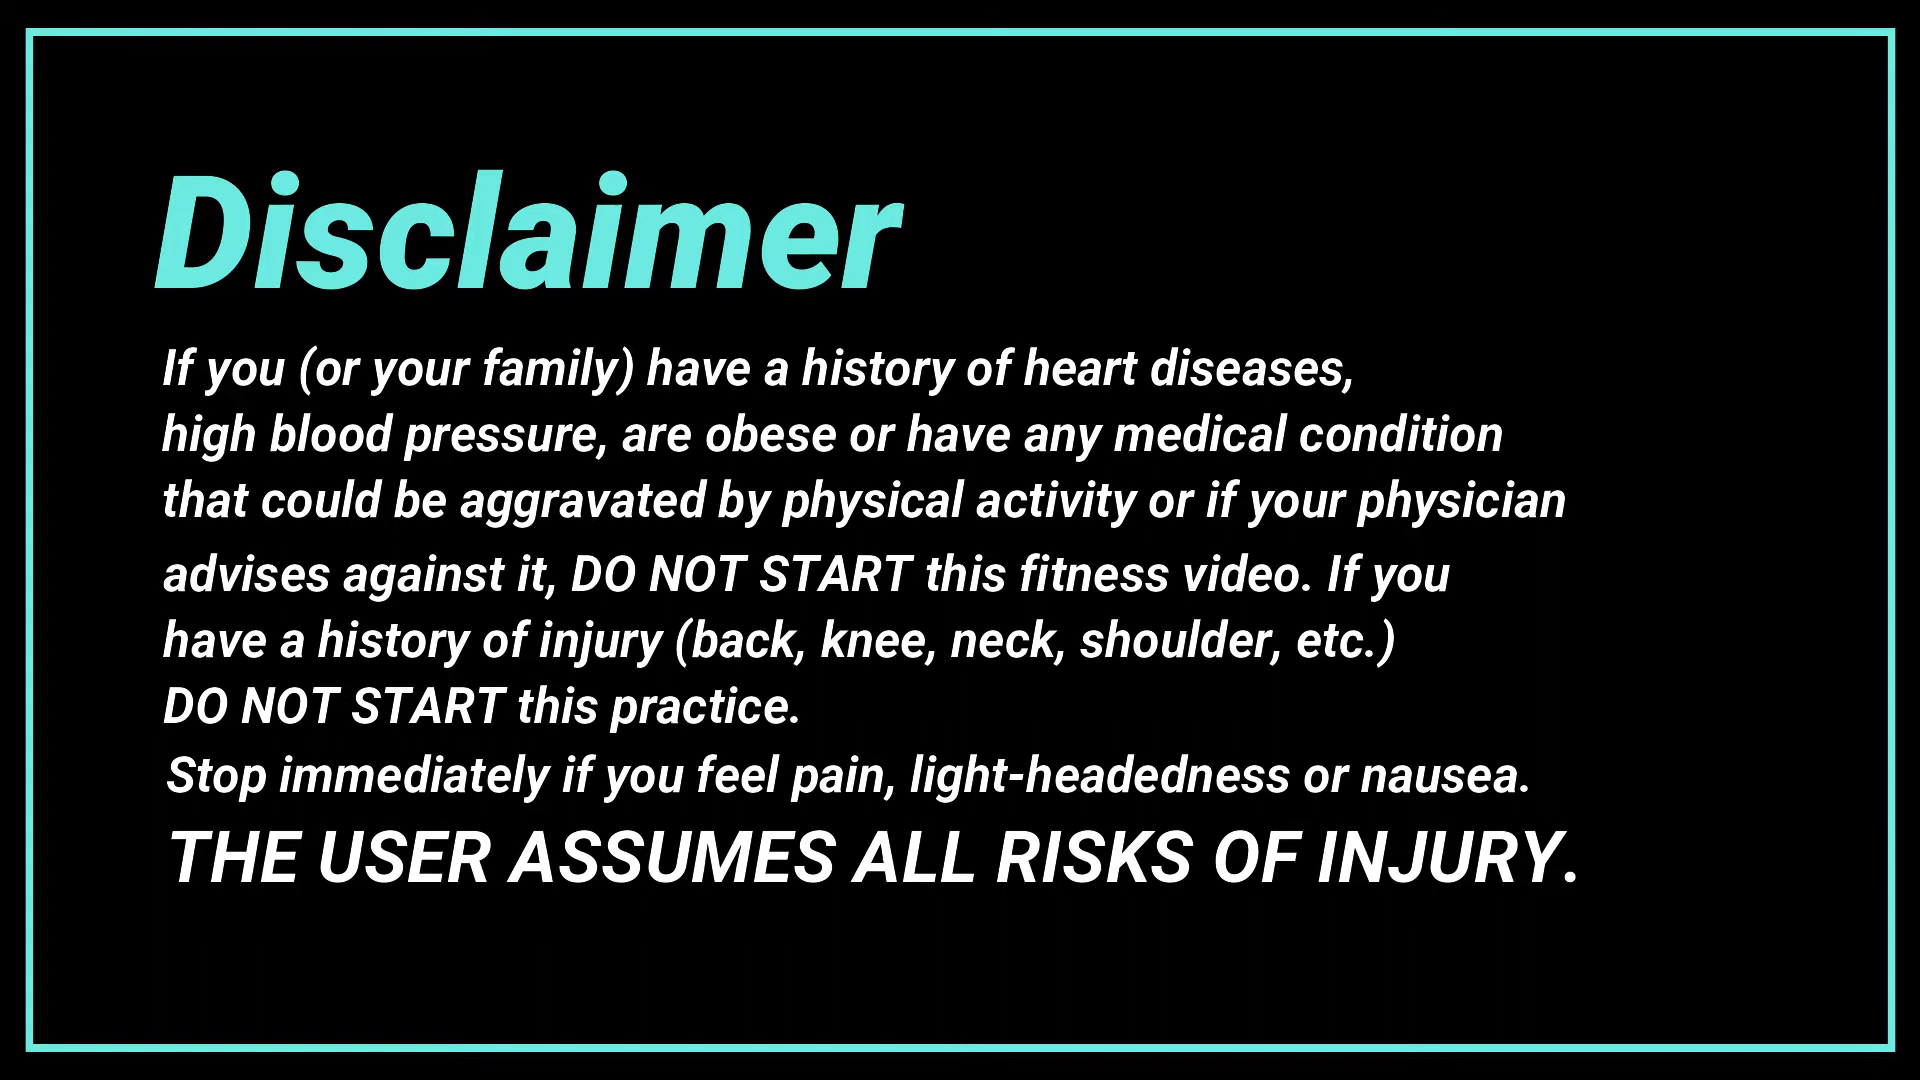 Disclaimer
If you (or your family) have a history of heart diseases,
high blood pressure, are obese or have any medical condition
that could be aggravated by physical activity or if your physician
advises against it, DO NOT START this fitness video. If you
have a history of injury (back, knee, neck, shoulder, etc.)
DO NOT START this practice.
Stop immediately if you feel pain, light-headedness or nausea.
THE USER ASSUMES ALL RISKS OF INJURY.